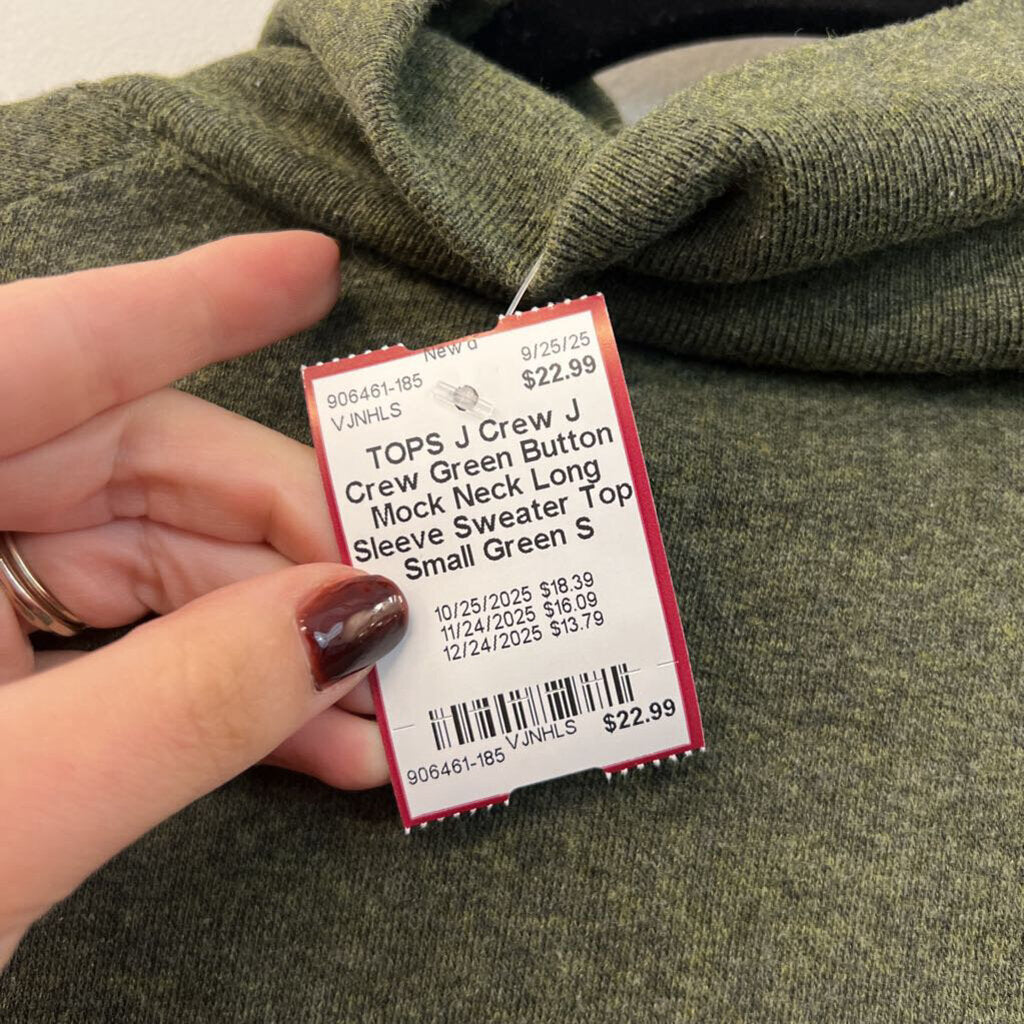 New
9/25/25
906461-185
$22.99
VJNHLS
TOPS J Crew J
Crew Green Button
Mock Neck Long
Sleeve Sweater Top
Small Green S
10/25/2025 $18.39
11/24/2025 $16.09
12/24/2025 $13.79
906461-185 VJNHLS $22.99